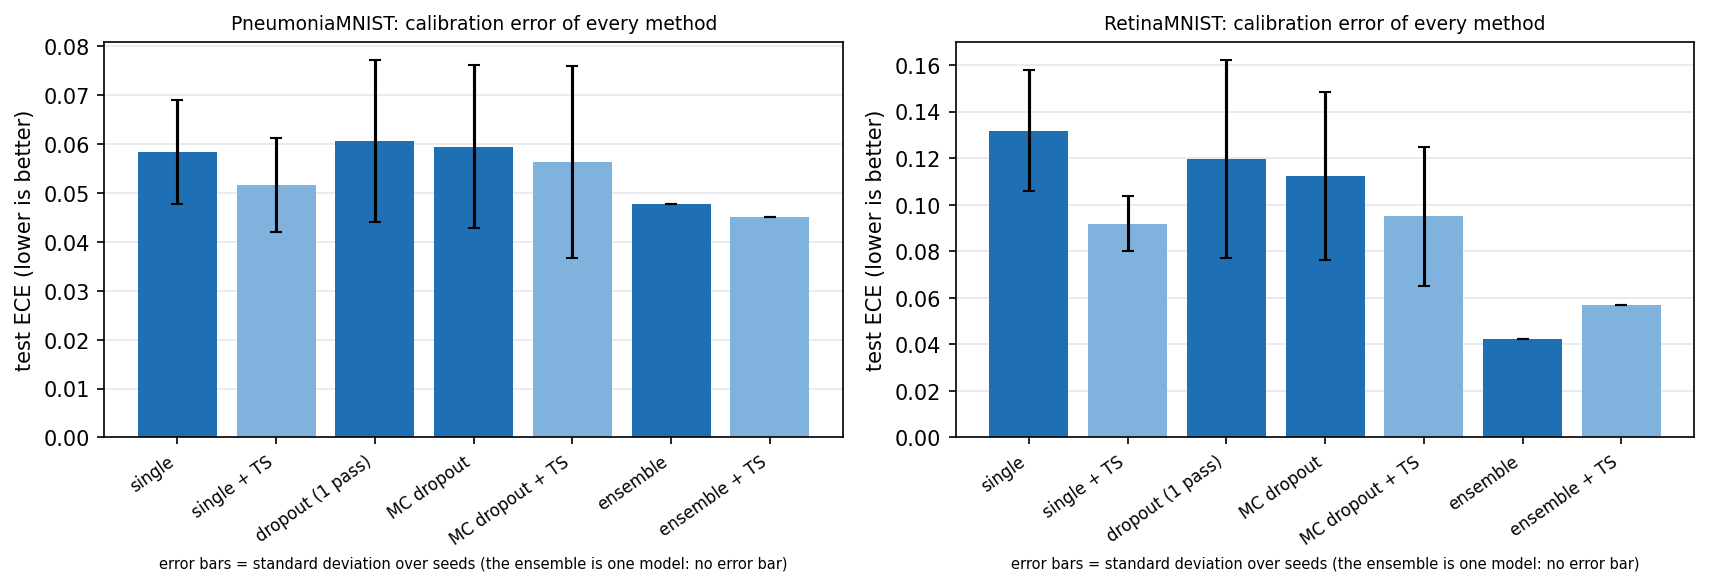 PneumoniaMNIST: calibration error of every method
test ECE (lower is better)
0.08
0.07
0.06
0.05
0.04
0.03
0.02
0.01
0.00
single
single + TS
dropout (1 pass)
MC dropout
MC dropout + TS
ensemble
ensemble + TS
error bars = standard deviation over seeds (the ensemble is one model: no error bar)
RetinaMNIST: calibration error of every method
test ECE (lower is better)
0.16
0.14
0.12
0.10
0.08
0.06
0.04
0.02
0.00
single
single + TS
dropout (1 pass)
MC dropout
MC dropout + TS
ensemble
ensemble + TS
error bars = standard deviation over seeds (the ensemble is one model: no error bar)